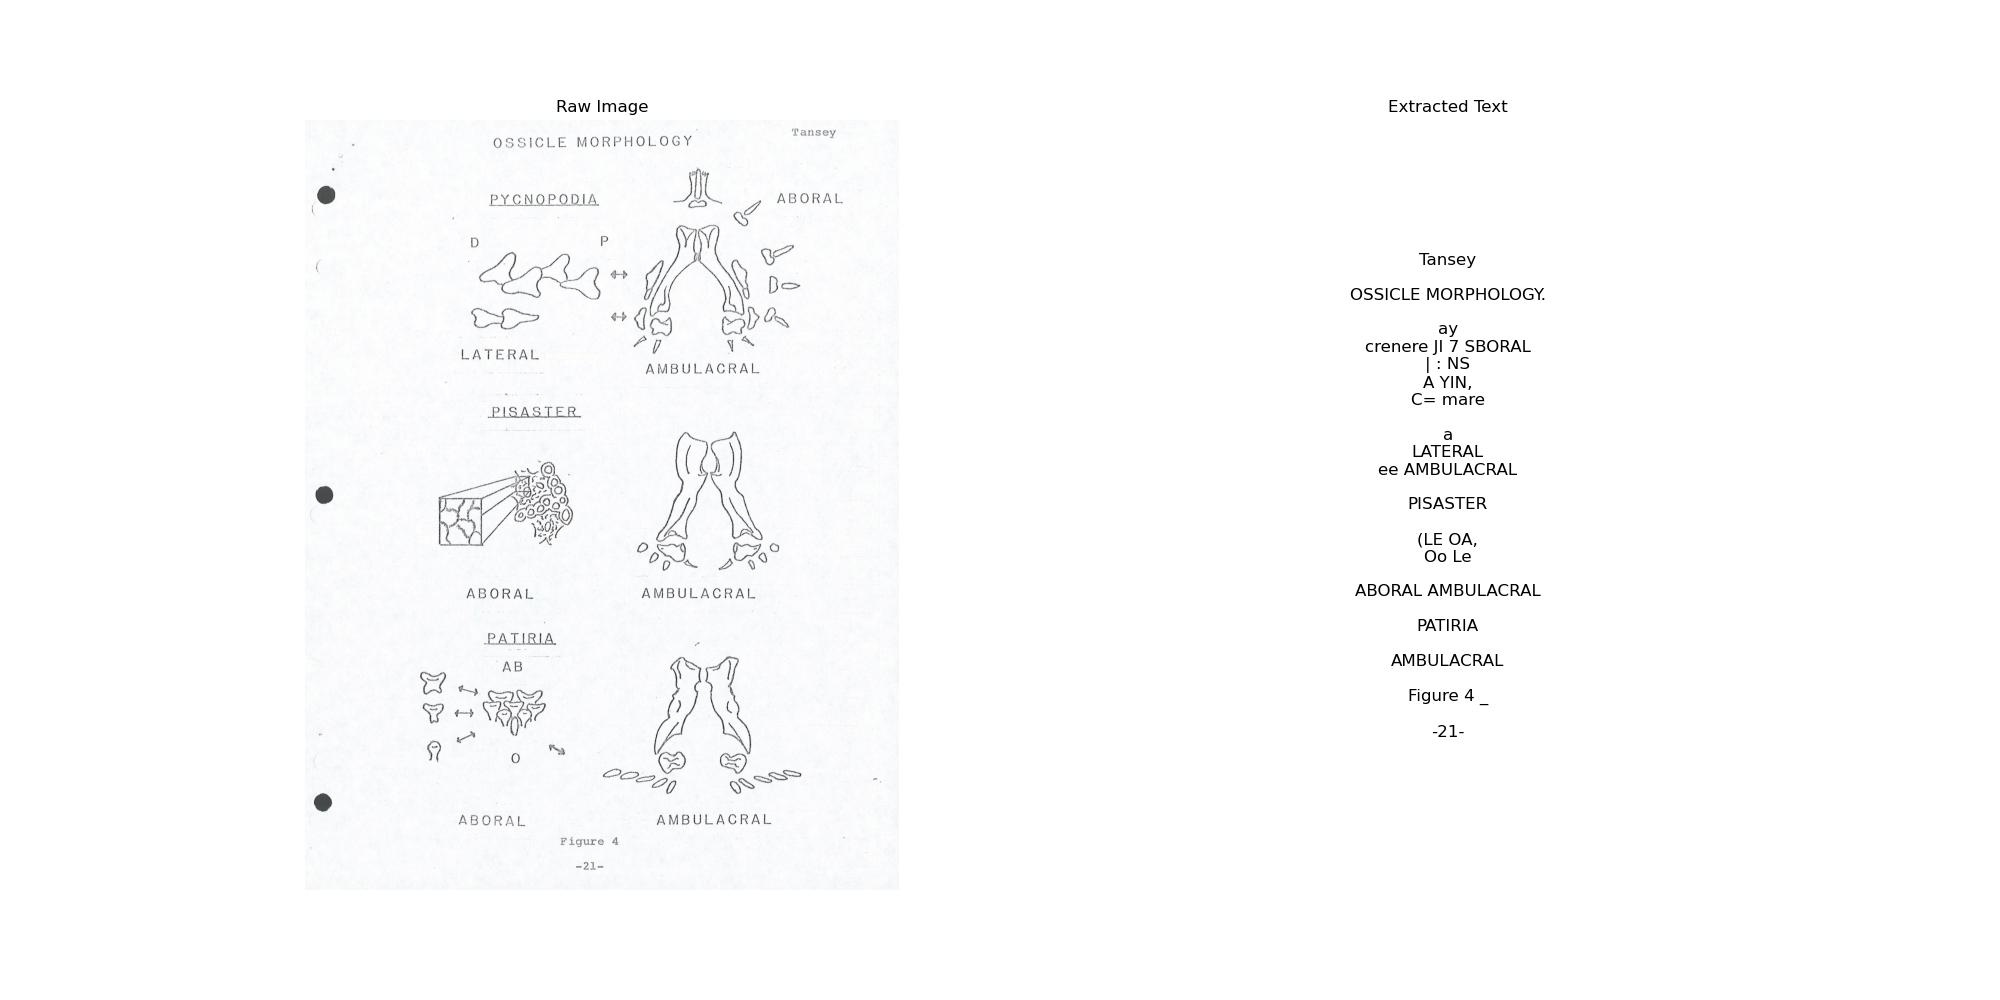 Raw Image
Tansey
OSSICLE MORPHOLOGY
PYCNOPODIA
ABORAL
D P
LATERAL
AMBULACRAL
PISASTER
ABORAL AMBULACRAL
PATIRIA
AB
O
ABORAL AMBULACRAL
Figure 4
-21-
Extracted Text
Tansey
OSSICLE MORPHOLOGY.
ay
crenere JI 7 SBORAL
| : NS
A YIN,
C= mare
a
LATERAL
ee AMBULACRAL
PISASTER
(LE OA,
Oo Le
ABORAL AMBULACRAL
PATIRIA
AMBULACRAL
Figure 4 _
-21-